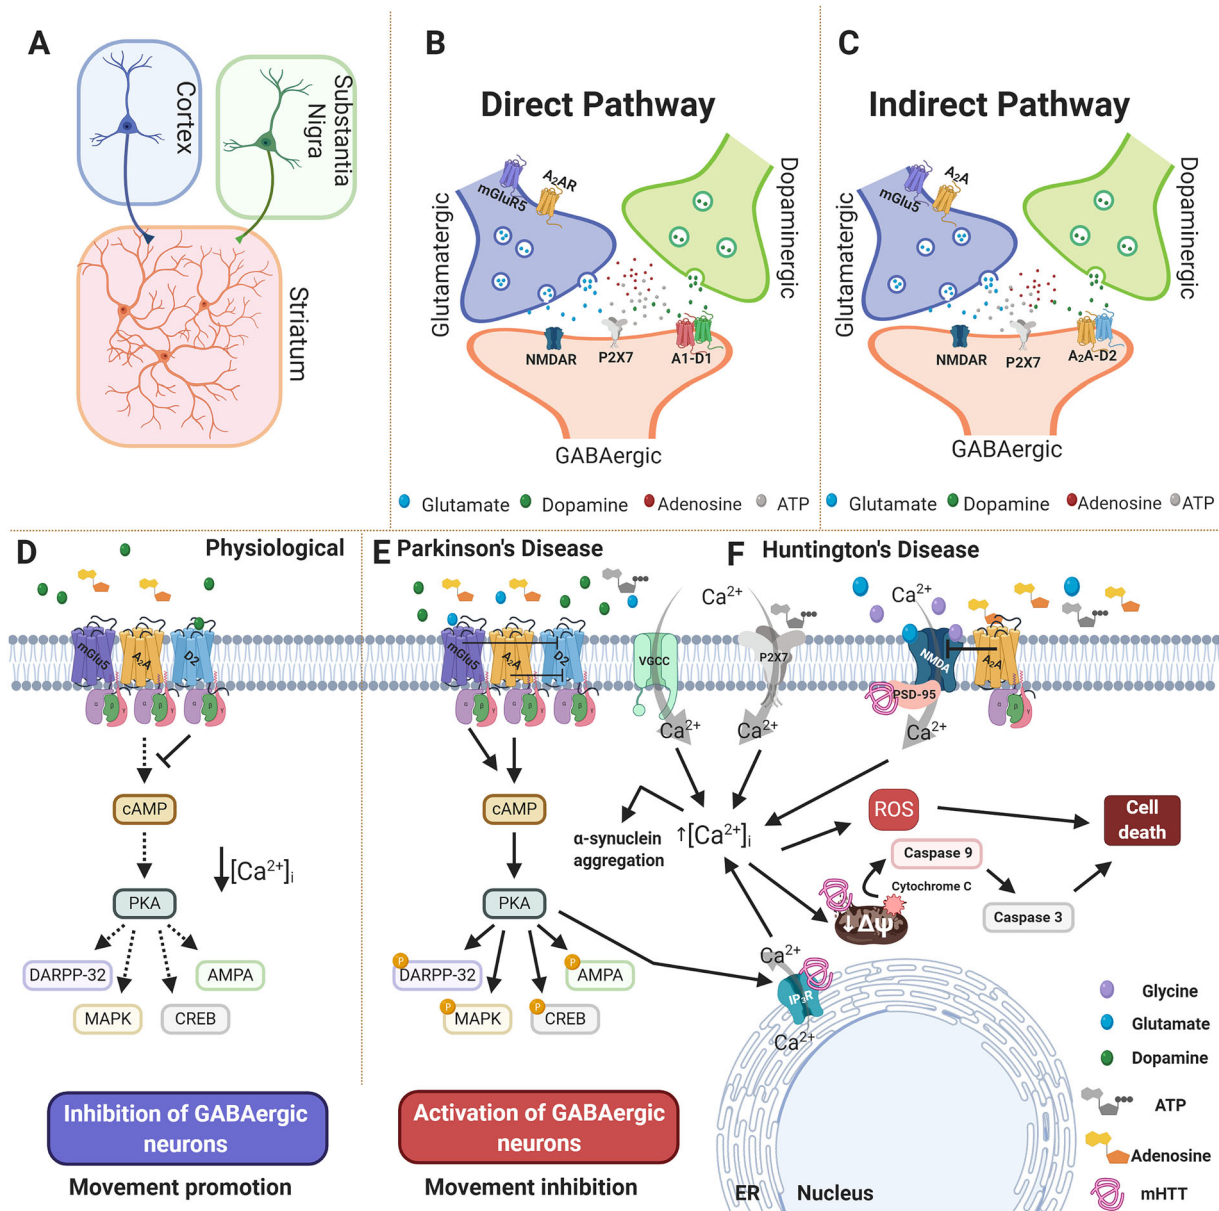 A
Cortex
Substantia
Nigra
Striatum
B
Direct Pathway
mGluR5
A₂AR
Glutamatergic
Dopaminergic
NMDAR
P2X7
A1-D1
GABAergic
Glutamate
Dopamine
Adenosine
ATP
C
Indirect Pathway
mGlu5
A₂A
Glutamatergic
Dopaminergic
NMDAR
P2X7
A₂A-D2
GABAergic
Glutamate
Dopamine
Adenosine
ATP
D
Physiological
mGlu5
A₂A
D2
α β γ
α β γ
α β γ
cAMP
PKA
↓[Ca²⁺]ᵢ
DARPP-32
AMPA
MAPK
CREB
Inhibition of GABAergic
neurons
Movement promotion
E
Parkinson's Disease
mGlu5
A₂A
D2
α β γ
α β γ
α β γ
VGCC
Ca²⁺
P2X7
Ca²⁺
Ca²⁺
cAMP
PKA
P
DARPP-32
P
AMPA
P
MAPK
P
CREB
α-synuclein
aggregation
↑[Ca²⁺]ᵢ
Activation of GABAergic
neurons
Movement inhibition
F
Huntington's Disease
Ca²⁺
NMDA
A₂A
PSD-95
α β γ
Ca²⁺
ROS
Cell
death
Caspase 9
Cytochrome C
Caspase 3
↓Δψ
Ca²⁺
IP₃R
Ca²⁺
ER
Nucleus
Glycine
Glutamate
Dopamine
ATP
Adenosine
mHTT